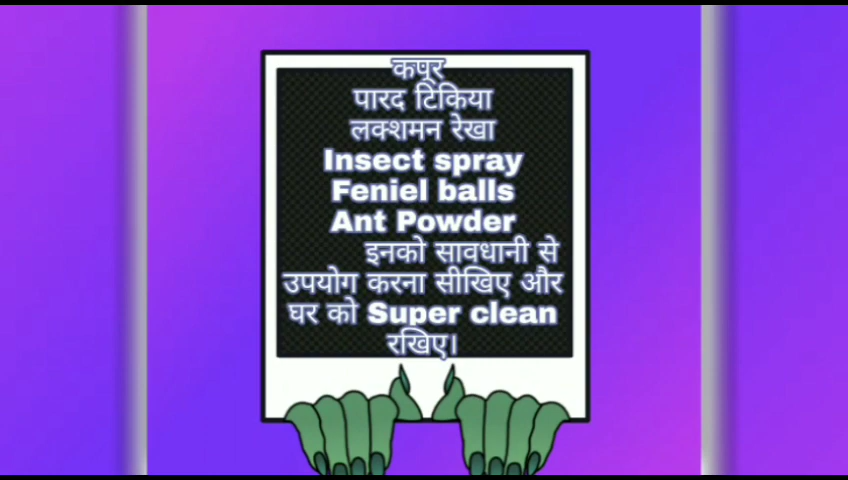 कपूर
पारद टिकिया
लक्शमन रेखा
Insect spray
Feniel balls
Ant Powder
इनको सावधानी से
उपयोग करना सीखिए और
घर को Super clean
रखिए।